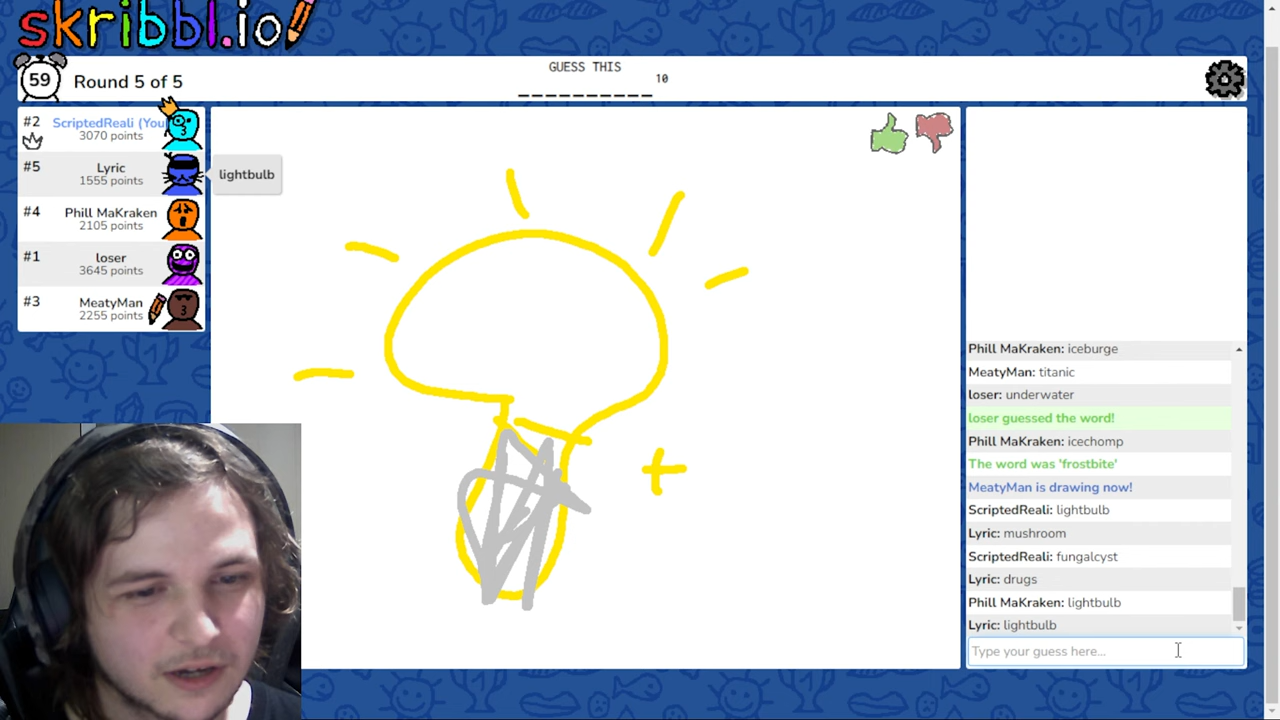 skribbl.io
59
Round 5 of 5
GUESS THIS
__________ 10
#2 ScriptedReali (You
3070 points
#5 Lyric
1555 points
lightbulb
#4 Phill MaKraken
2105 points
#1 loser
3645 points
#3 MeatyMan
2255 points
+
Phill MaKraken: iceburge
MeatyMan: titanic
loser: underwater
loser guessed the word!
Phill MaKraken: icechomp
The word was 'frostbite'
MeatyMan is drawing now!
ScriptedReali: lightbulb
Lyric: mushroom
ScriptedReali: fungalcyst
Lyric: drugs
Phill MaKraken: lightbulb
Lyric: lightbulb
Type your guess here...